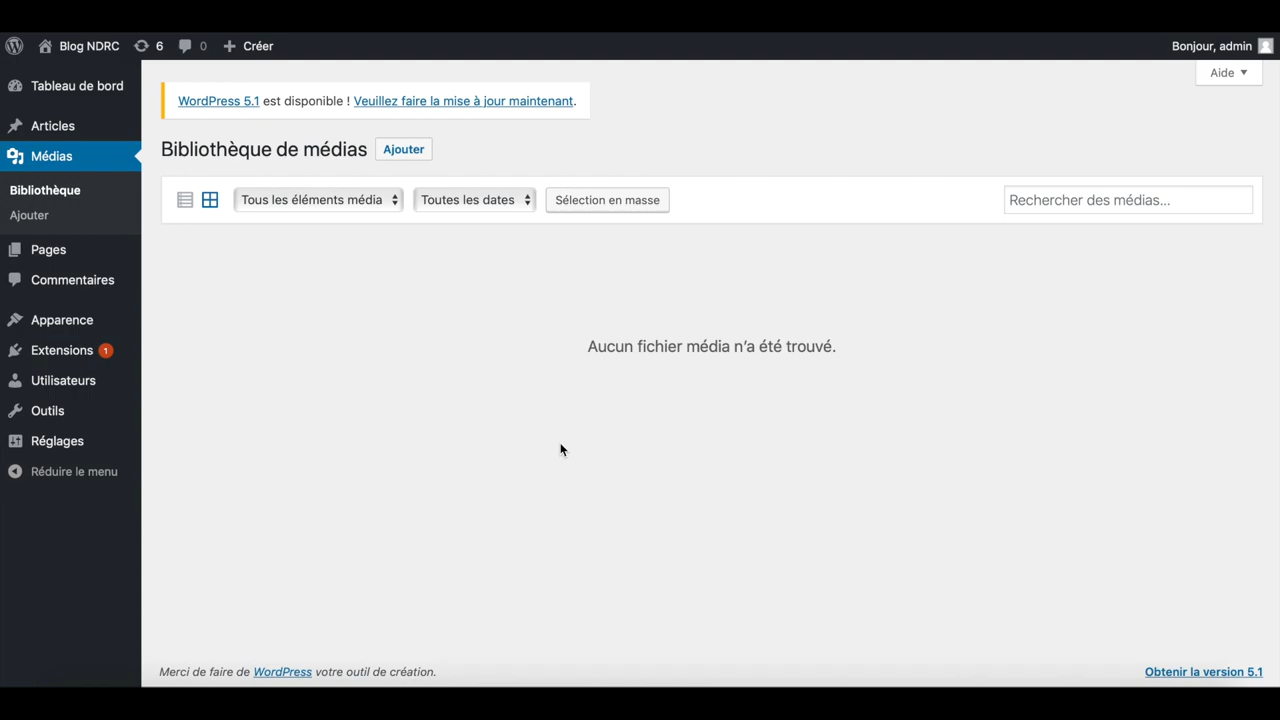 Blog NDRC 6 0 Créer Bonjour, admin
Aide
Tableau de bord
Articles
Médias
Bibliothèque
Ajouter
Pages
Commentaires
Apparence
Extensions 1
Utilisateurs
Outils
Réglages
Réduire le menu
WordPress 5.1 est disponible ! Veuillez faire la mise à jour maintenant.
Bibliothèque de médias Ajouter
Tous les éléments média Toutes les dates Sélection en masse Rechercher des médias...
Aucun fichier média n'a été trouvé.
Merci de faire de WordPress votre outil de création. Obtenir la version 5.1